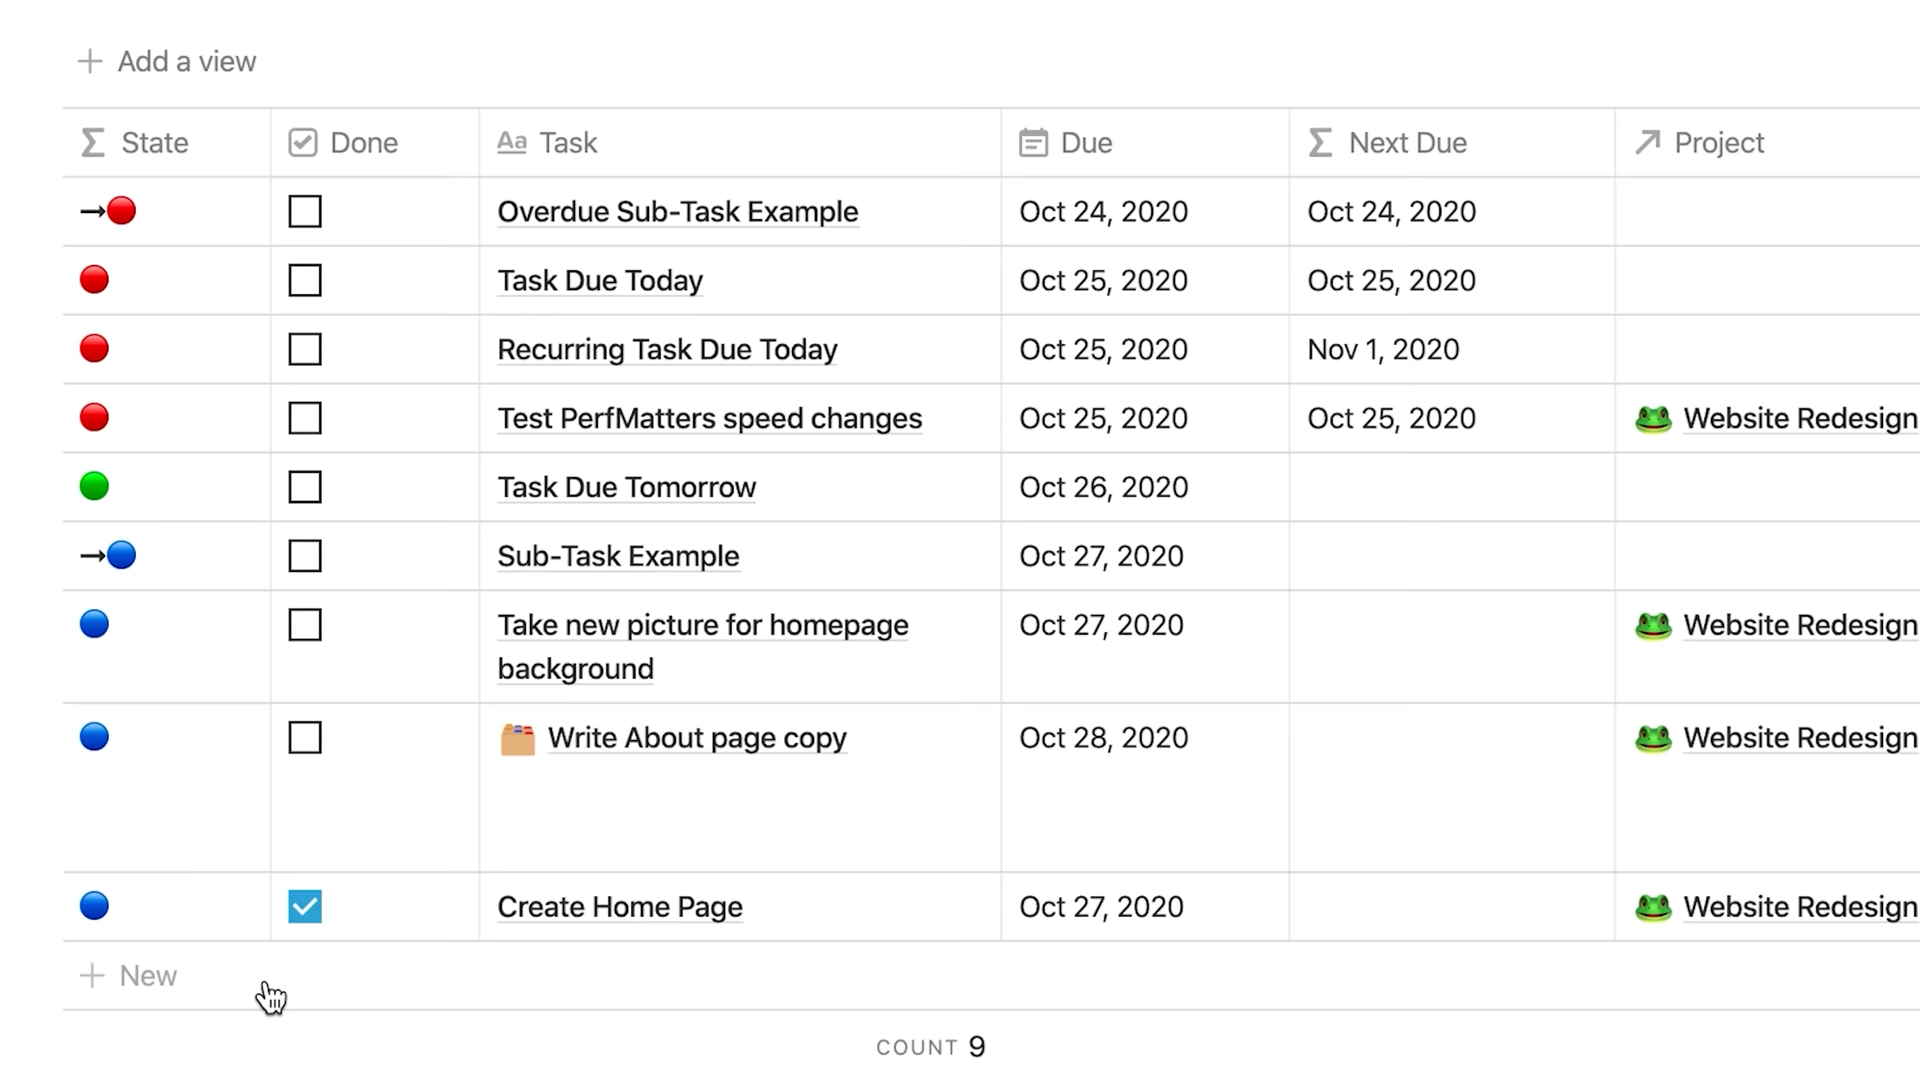 Add a view
State Done Aa Task Due Next Due Project
Overdue Sub-Task Example Oct 24, 2020 Oct 24, 2020
Task Due Today Oct 25, 2020 Oct 25, 2020
Recurring Task Due Today Oct 25, 2020 Nov 1, 2020
Test PerfMatters speed changes Oct 25, 2020 Oct 25, 2020 Website Redesign
Task Due Tomorrow Oct 26, 2020
Sub-Task Example Oct 27, 2020
Take new picture for homepage Oct 27, 2020 Website Redesign
background
Write About page copy Oct 28, 2020 Website Redesign
Create Home Page Oct 27, 2020 Website Redesign
New
COUNT 9